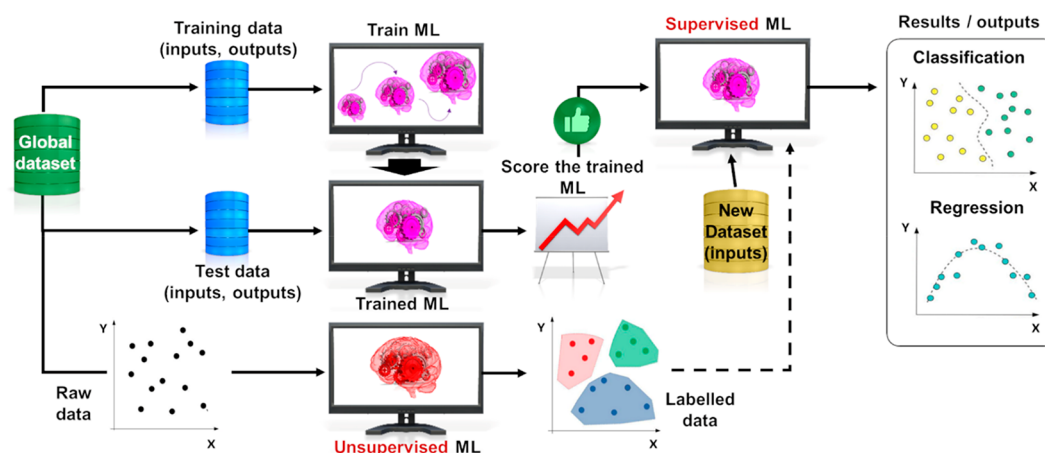 Training data
(inputs, outputs)
Train ML
Supervised ML
Results / outputs
Classification
Y
X
Global
dataset
Score the trained
ML
New
Dataset
(inputs)
Regression
Y
X
Test data
(inputs, outputs)
Trained ML
Y
X
Raw
data
Unsupervised ML
Y
X
Labelled
data